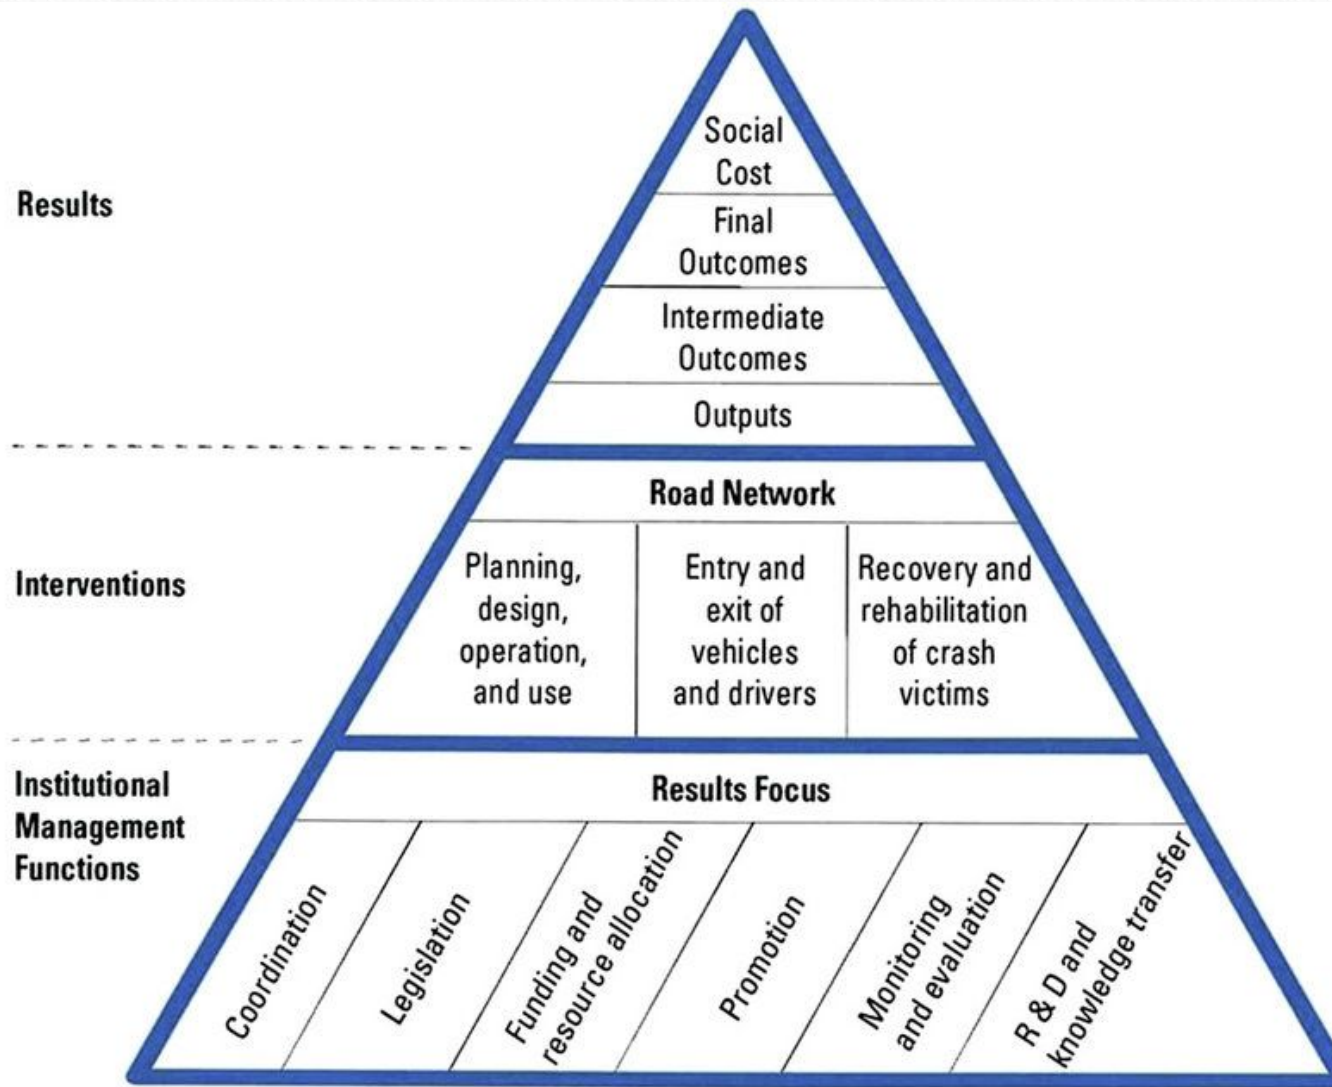 Social
Cost
Results
Final
Outcomes
Intermediate
Outcomes
Outputs
Road Network
Interventions
Planning,
design,
operation,
and use
Entry and
exit of
vehicles
and drivers
Recovery and
rehabilitation
of crash
victims
Institutional
Management
Functions
Results Focus
Coordination
Legislation
Funding and
resource allocation
Promotion
Monitoring
and evaluation
R & D and
knowledge transfer